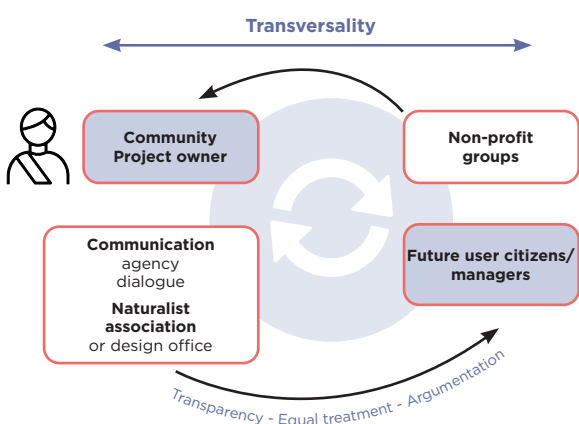 Transversality
Community
Project owner
Non-profit
groups
Communication
agency
dialogue
Naturalist
association
or design office
Future user citizens/
managers
Transparency - Equal treatment - Argumentation